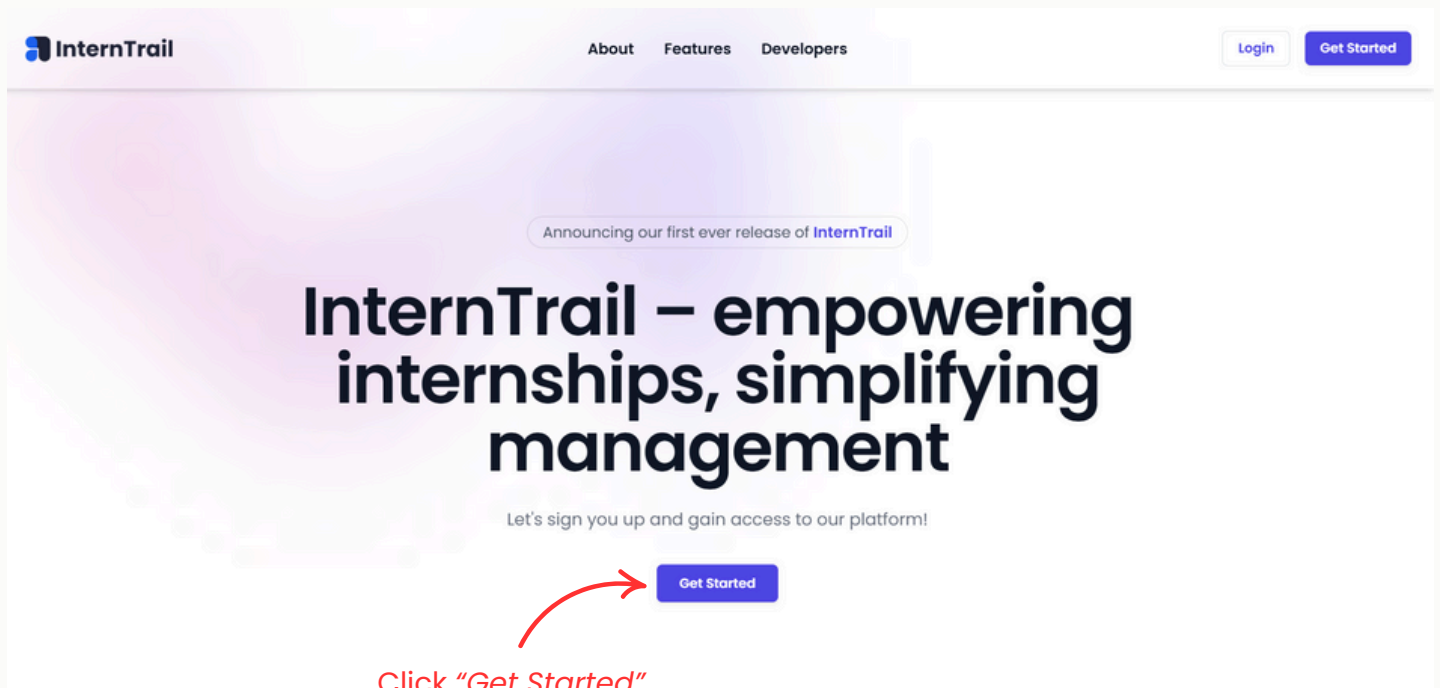 InternTrail
About Features Developers
Login Get Started
Announcing our first ever release of InternTrail
InternTrail – empowering
internships, simplifying
management
Let's sign you up and gain access to our platform!
Get Started
Click “Get Started”